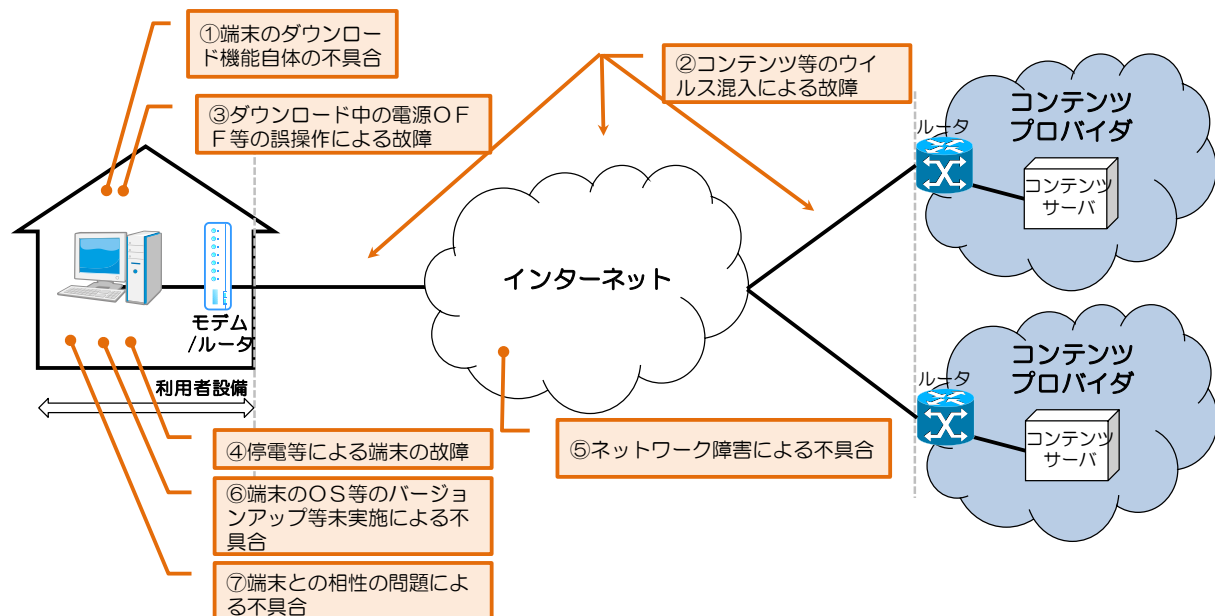 ①端末のダウンロー
ド機能自体の不具合
②コンテンツ等のウイ
ルス混入による故障
③ダウンロード中の電源ОF
F等の誤操作による故障
コンテンツ
プロバイダ
ルータ
コンテンツ
サーバ
インターネット
モデム
/ルータ
利用者設備
コンテンツ
プロバイダ
ルータ
コンテンツ
サーバ
④停電等による端末の故障
⑤ネットワーク障害による不具合
⑥端末のOS等のバージョ
ンアップ等未実施による不
具合
⑦端末との相性の問題によ
る不具合